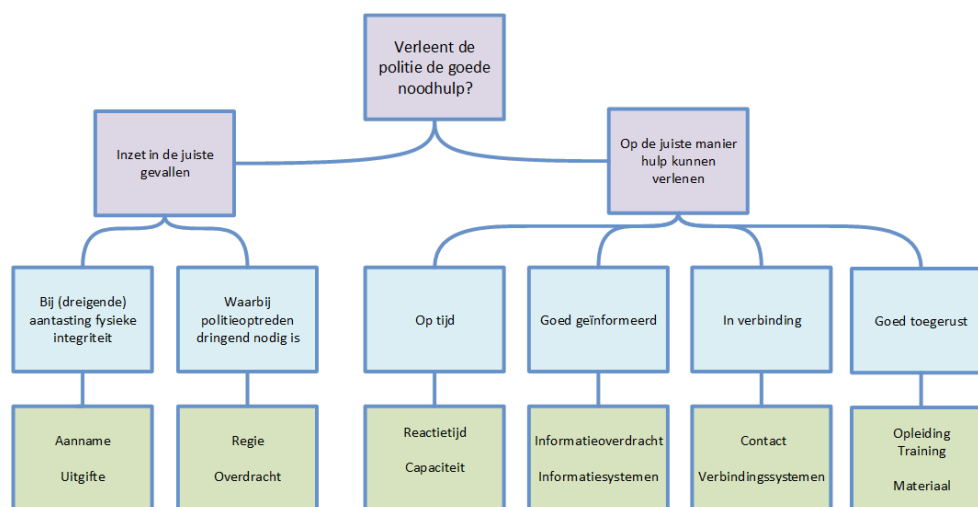 Verleent de
politie de goede
noodhulp?
Inzet in de juiste
gevallen
Op de juiste manier
hulp kunnen
verlenen
Bij (dreigende)
aantasting fysieke
integriteit
Waarbij
politieoptreden
dringend nodig is
Op tijd
Goed geïnformeerd
In verbinding
Goed toegerust
Aanname
Uitgifte
Regie
Overdracht
Reactietijd
Capaciteit
Informatieoverdracht
Informatiesystemen
Contact
Verbindingssystemen
Opleiding
Training
Materiaal